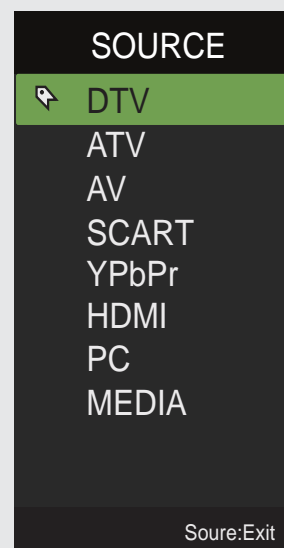 SOURCE
DTV
ATV
AV
SCART
YPbPr
HDMI
PC
MEDIA
Soure:Exit